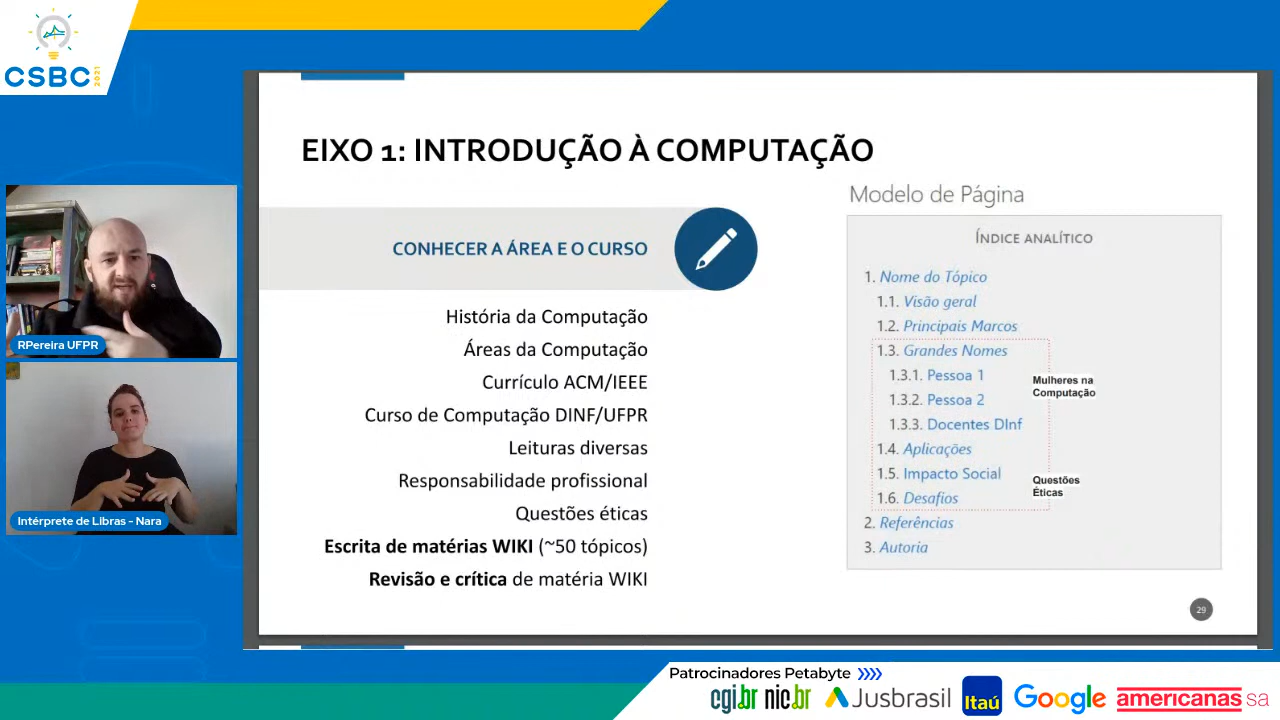 CSBC 2021
EIXO 1: INTRODUÇÃO À COMPUTAÇÃO
CONHECER A ÁREA E O CURSO
História da Computação
Áreas da Computação
Currículo ACM/IEEE
Curso de Computação DINF/UFPR
Leituras diversas
Responsabilidade profissional
Questões éticas
Escrita de matérias WIKI (~50 tópicos)
Revisão e crítica de matéria WIKI
Modelo de Página
ÍNDICE ANALÍTICO
1. Nome do Tópico
1.1. Visão geral
1.2. Principais Marcos
1.3. Grandes Nomes
1.3.1. Pessoa 1
1.3.2. Pessoa 2
1.3.3. Docentes DInf
1.4. Aplicações
1.5. Impacto Social
1.6. Desafios
2. Referências
3. Autoria
Mulheres na
Computação
Questões
Éticas
29
RPereira UFPR
Intérprete de Libras - Nara
Patrocinadores Petabyte
cgi.br nic.br Jusbrasil Itaú Google americanas sa